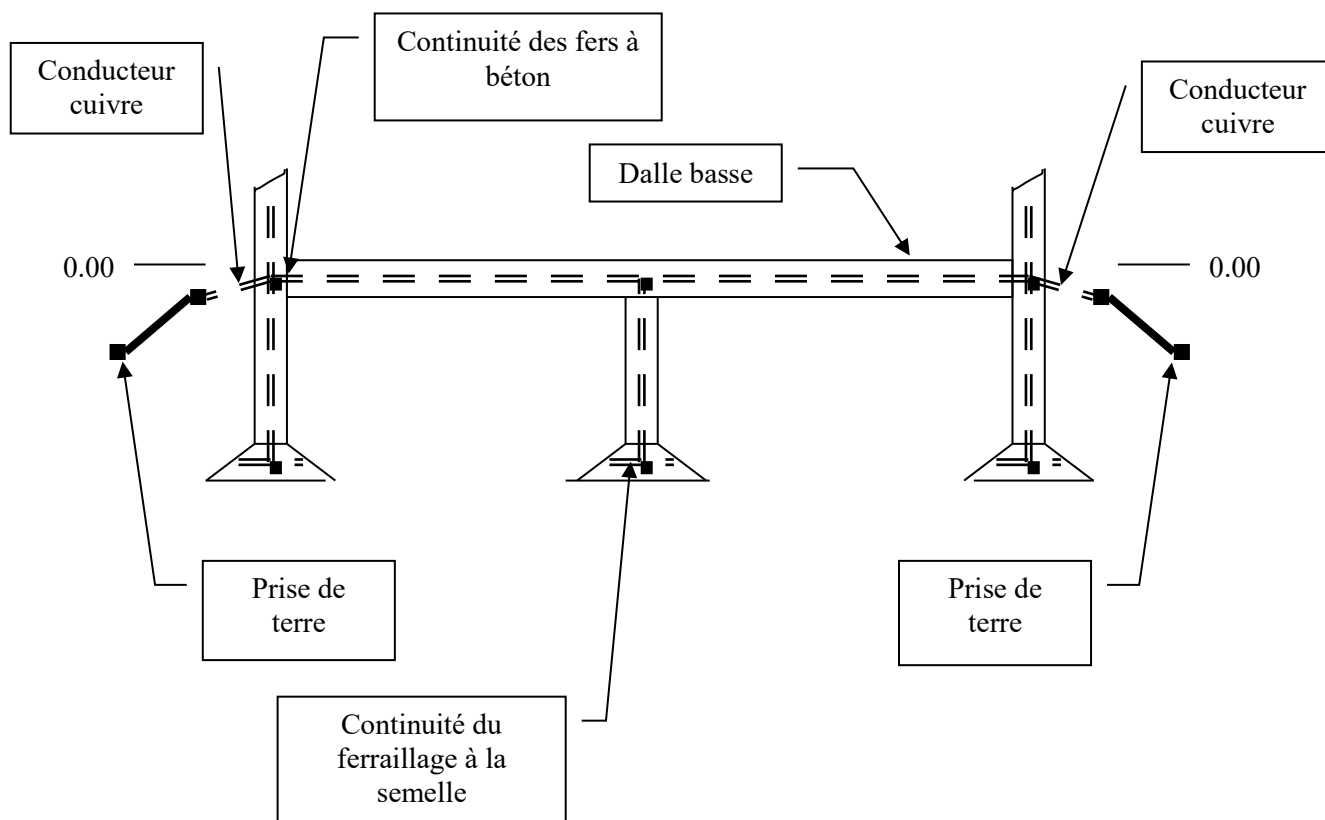 Continuité des fers à
béton
Conducteur
cuivre
Conducteur
cuivre
Dalle basse
0.00
0.00
Prise de
terre
Prise de
terre
Continuité du
ferraillage à la
semelle